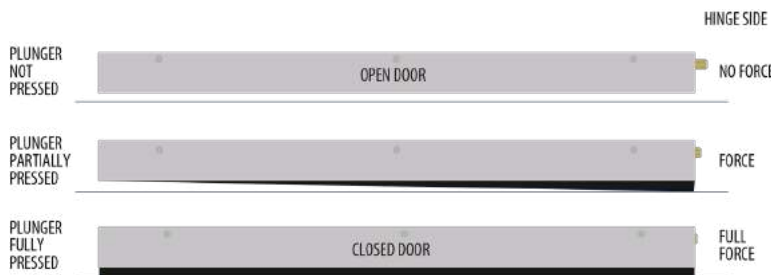 HINGE SIDE
PLUNGER
NOT
PRESSED
OPEN DOOR
NO FORCE
PLUNGER
PARTIALLY
PRESSED
FORCE
PLUNGER
FULLY
PRESSED
CLOSED DOOR
FULL
FORCE